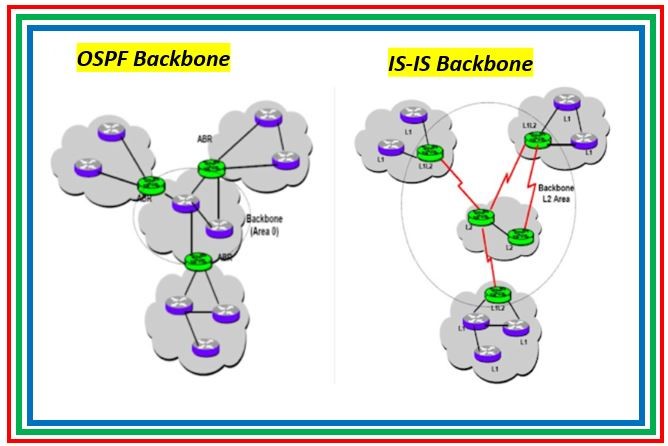 OSPF Backbone
IS-IS Backbone
ABR
ABR
Backbone
(Area 0)
ABR
L1
L1
L1L2
L1
L1L2
L1
Backbone
L2 Area
L2
L2
L1L2
L1
L1
L1